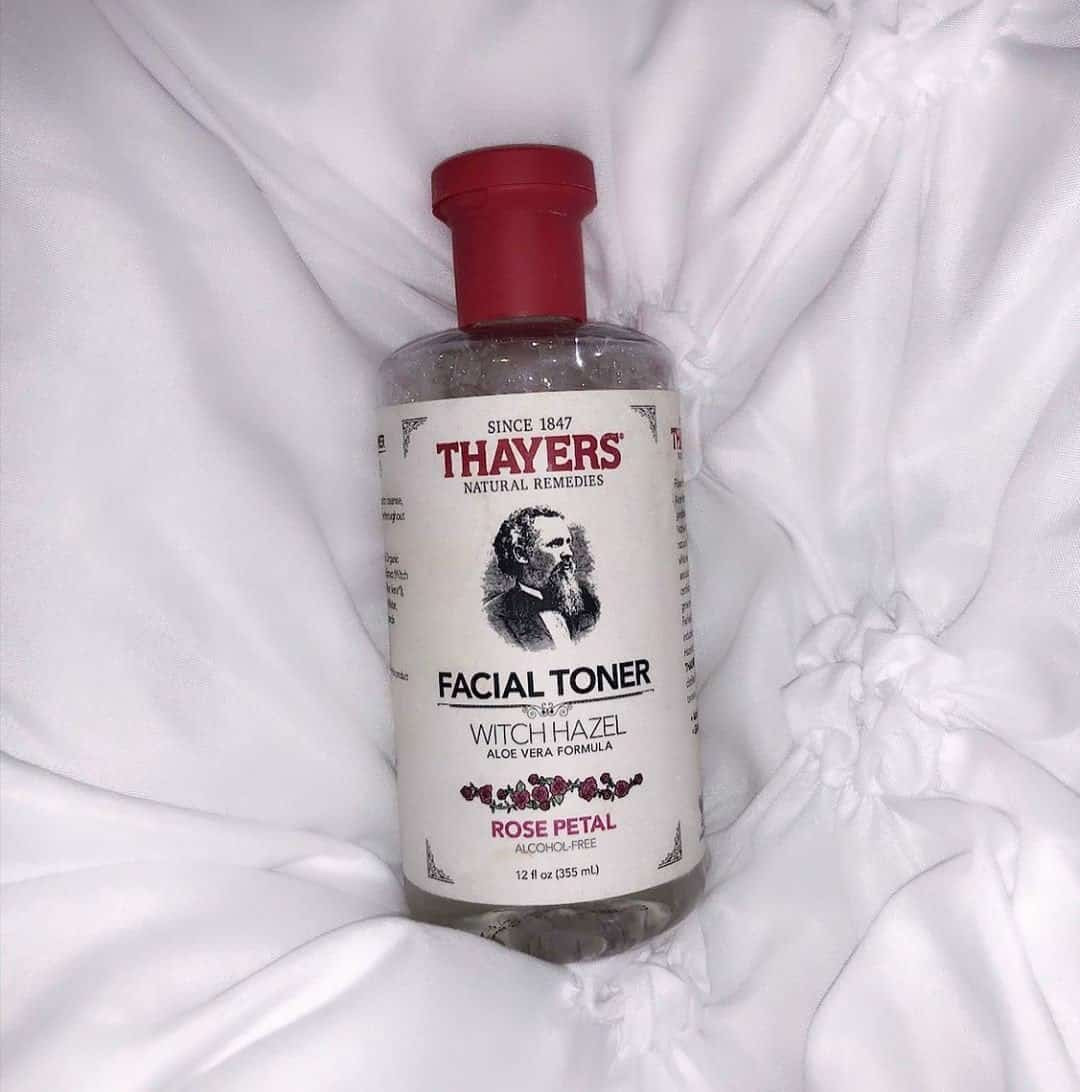 SINCE 1847
THAYERS®
NATURAL REMEDIES
FACIAL TONER
WITCH HAZEL
ALOE VERA FORMULA
ROSE PETAL
ALCOHOL-FREE
12 fl oz (355 mL)